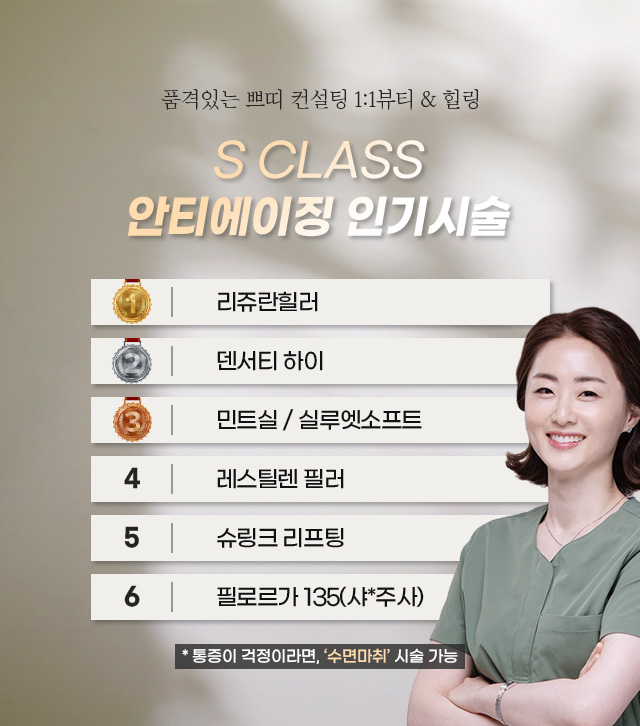 품격있는 쁘띠 컨설팅 1:1뷰티 & 힐링
S CLASS
안티에이징 인기시술
1 리쥬란힐러
2 덴서티 하이
3 민트실 / 실루엣소프트
4 레스틸렌 필러
5 슈링크 리프팅
6 필로르가 135(샤*주사)
* 통증이 걱정이라면, ‘수면마취’ 시술 가능